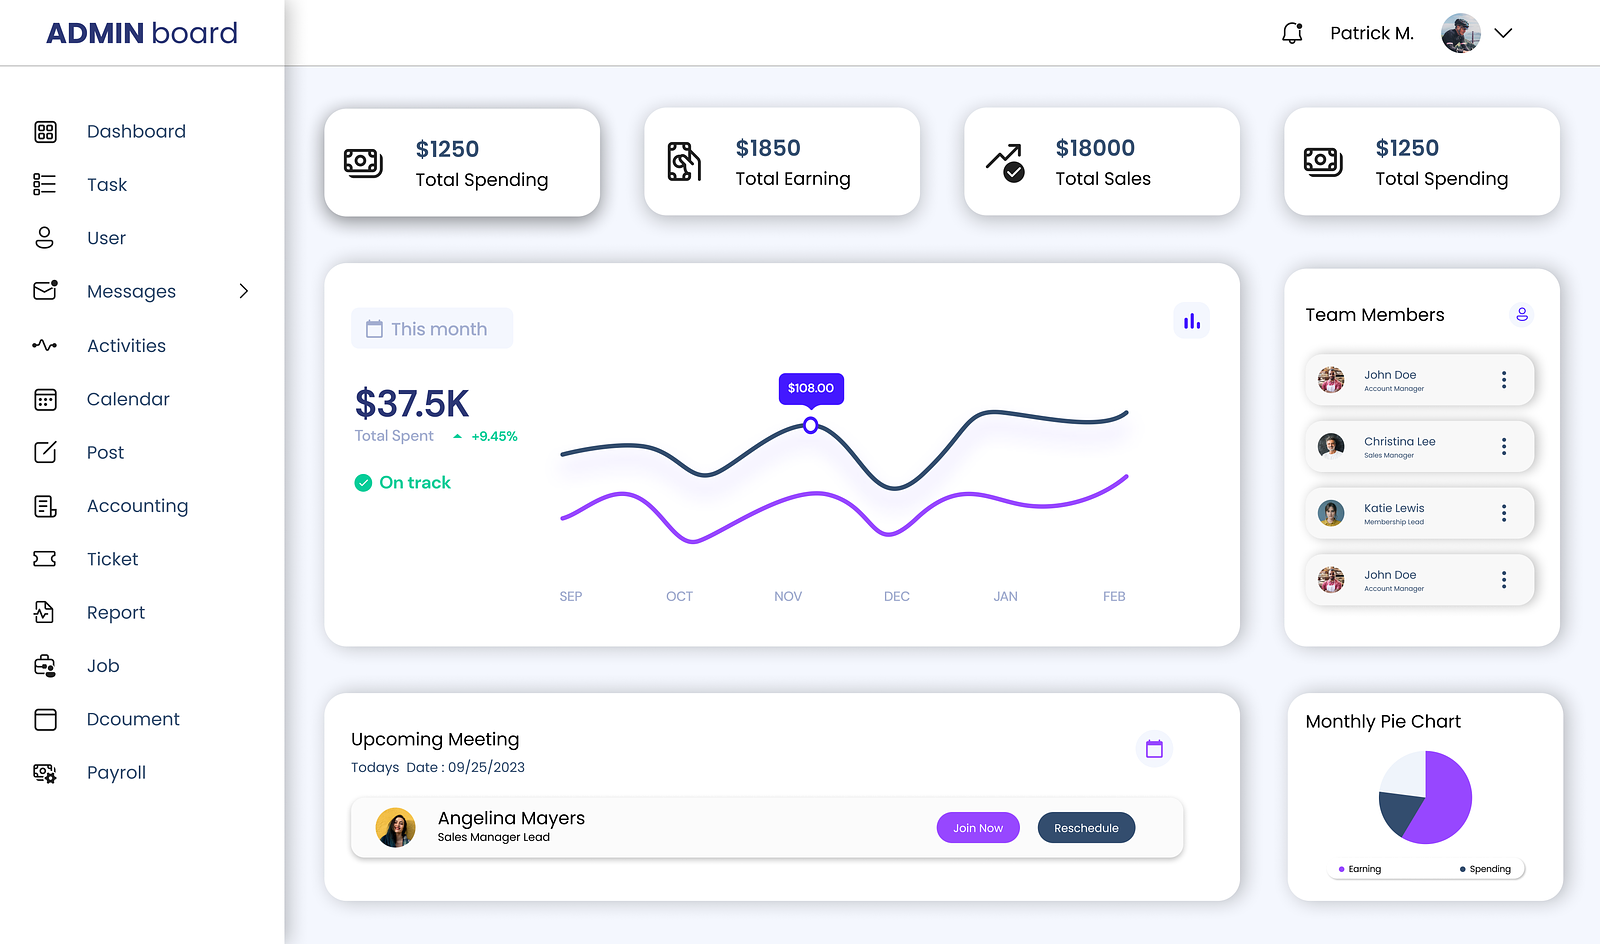 ADMIN board
Patrick M.
Dashboard
Task
User
Messages
Activities
Calendar
Post
Accounting
Ticket
Report
Job
Dcoument
Payroll
$1250
Total Spending
$1850
Total Earning
$18000
Total Sales
$1250
Total Spending
This month
$37.5K
Total Spent +9.45%
On track
$108.00
SEP OCT NOV DEC JAN FEB
Team Members
John Doe
Account Manager
Christina Lee
Sales Manager
Katie Lewis
Membership Lead
John Doe
Account Manager
Upcoming Meeting
Todays Date : 09/25/2023
Angelina Mayers
Sales Manager Lead
Join Now
Reschedule
Monthly Pie Chart
Earning Spending